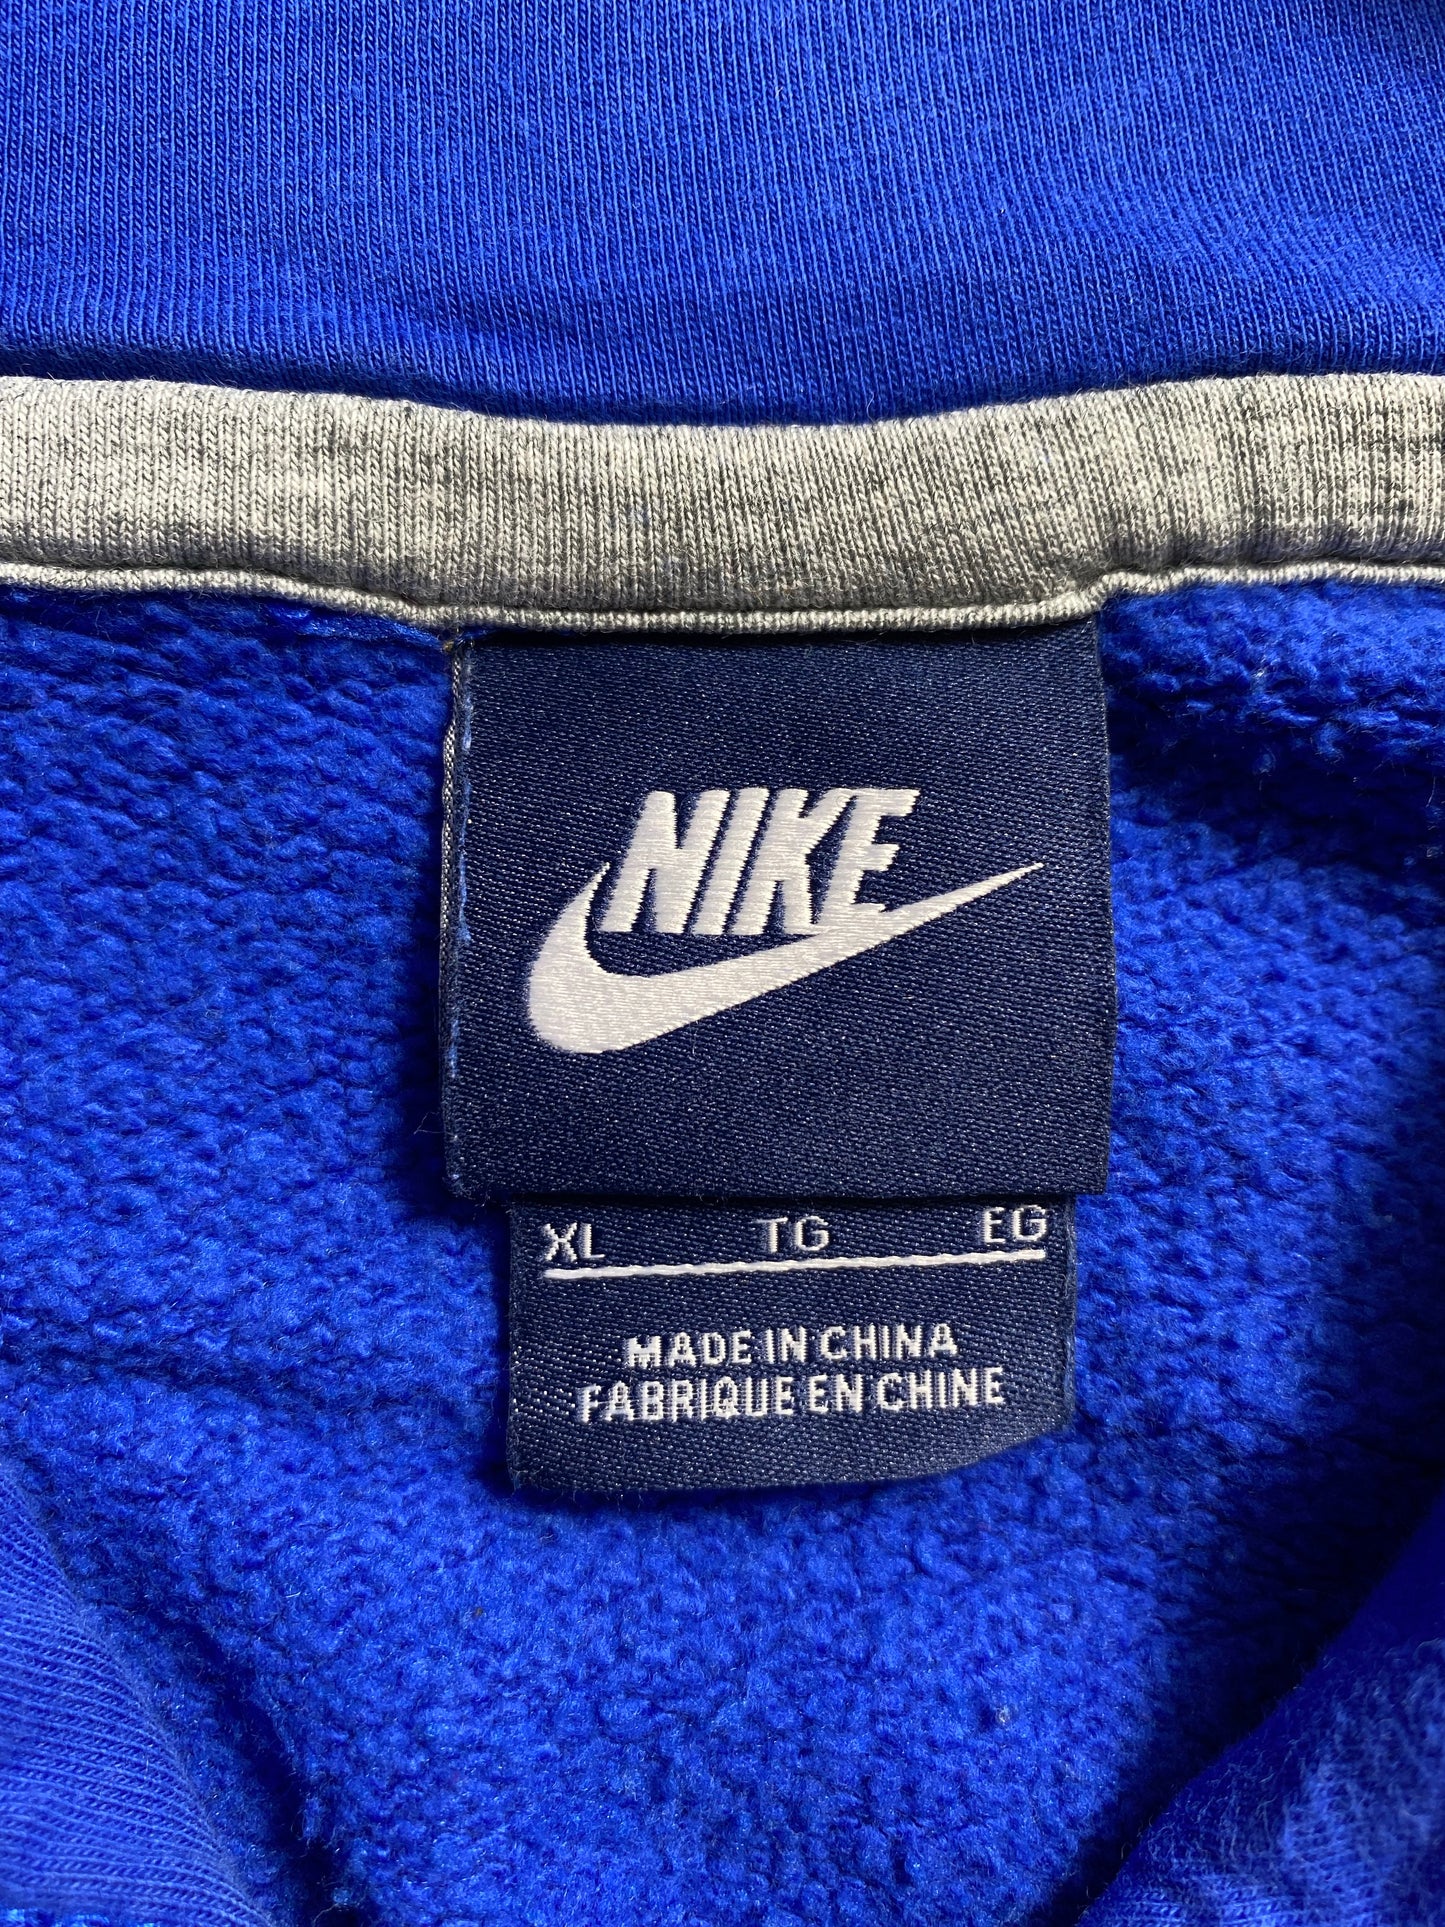 NIKE
XL TG EG
MADE IN CHINA
FABRIQUE EN CHINE